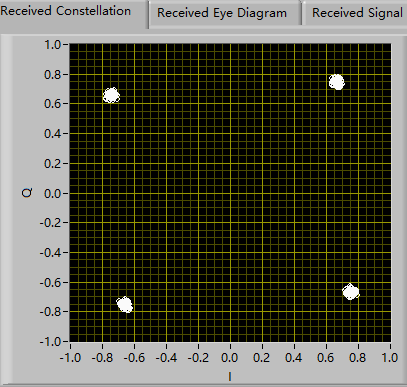 Received Constellation Received Eye Diagram Received Signal
1.0
0.8
0.6
0.4
0.2
0.0
-0.2
-0.4
-0.6
-0.8
-1.0
Q
-1.0 -0.8 -0.6 -0.4 -0.2 0.0 0.2 0.4 0.6 0.8 1.0
I